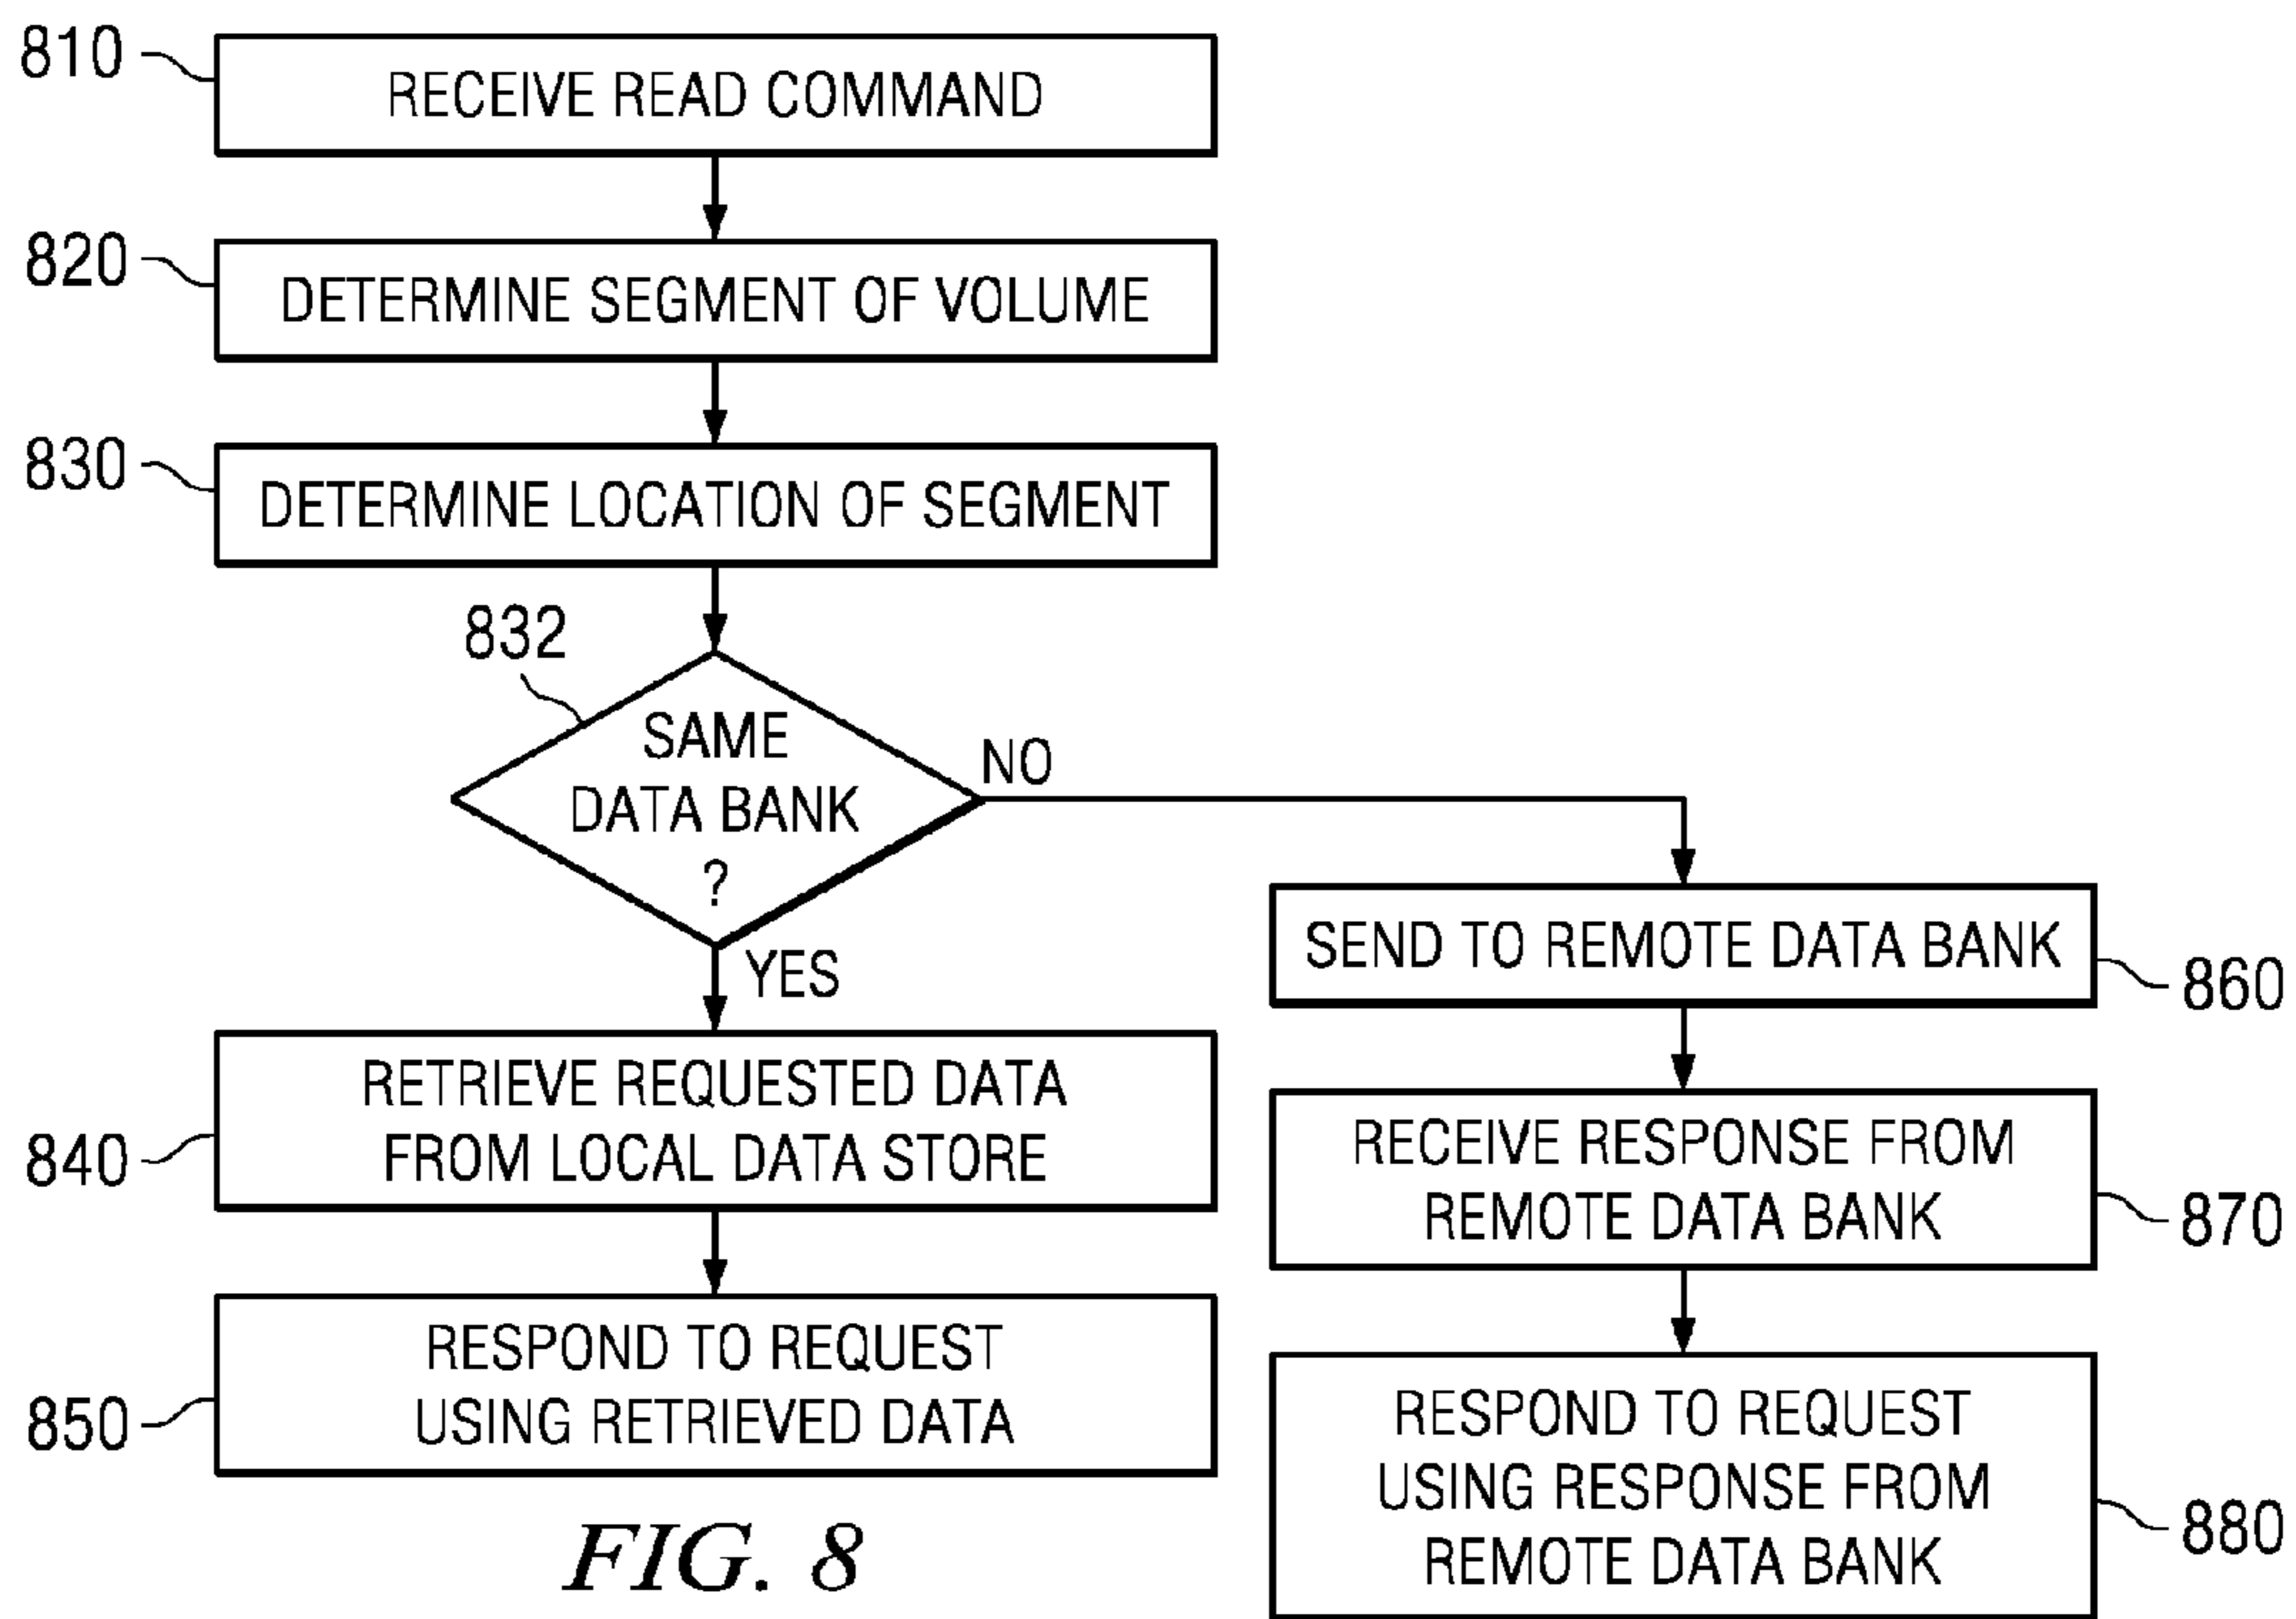 810
RECEIVE READ COMMAND
820
DETERMINE SEGMENT OF VOLUME
830
DETERMINE LOCATION OF SEGMENT
832
SAME
DATA BANK
?
NO
YES
840
RETRIEVE REQUESTED DATA
FROM LOCAL DATA STORE
850
RESPOND TO REQUEST
USING RETRIEVED DATA
SEND TO REMOTE DATA BANK
860
RECEIVE RESPONSE FROM
REMOTE DATA BANK
870
RESPOND TO REQUEST
USING RESPONSE FROM
REMOTE DATA BANK
880
FIG. 8